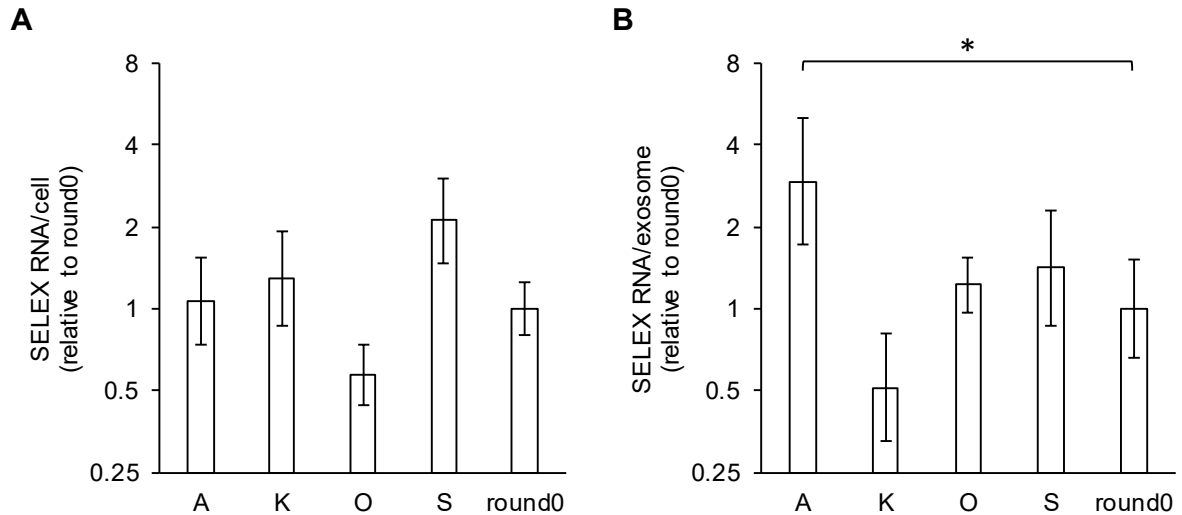 A
SELEX RNA/cell
(relative to round0)
8
4
2
1
0.5
0.25
A K O S round0
B
SELEX RNA/exosome
(relative to round0)
8
4
2
1
0.5
0.25
*
A K O S round0